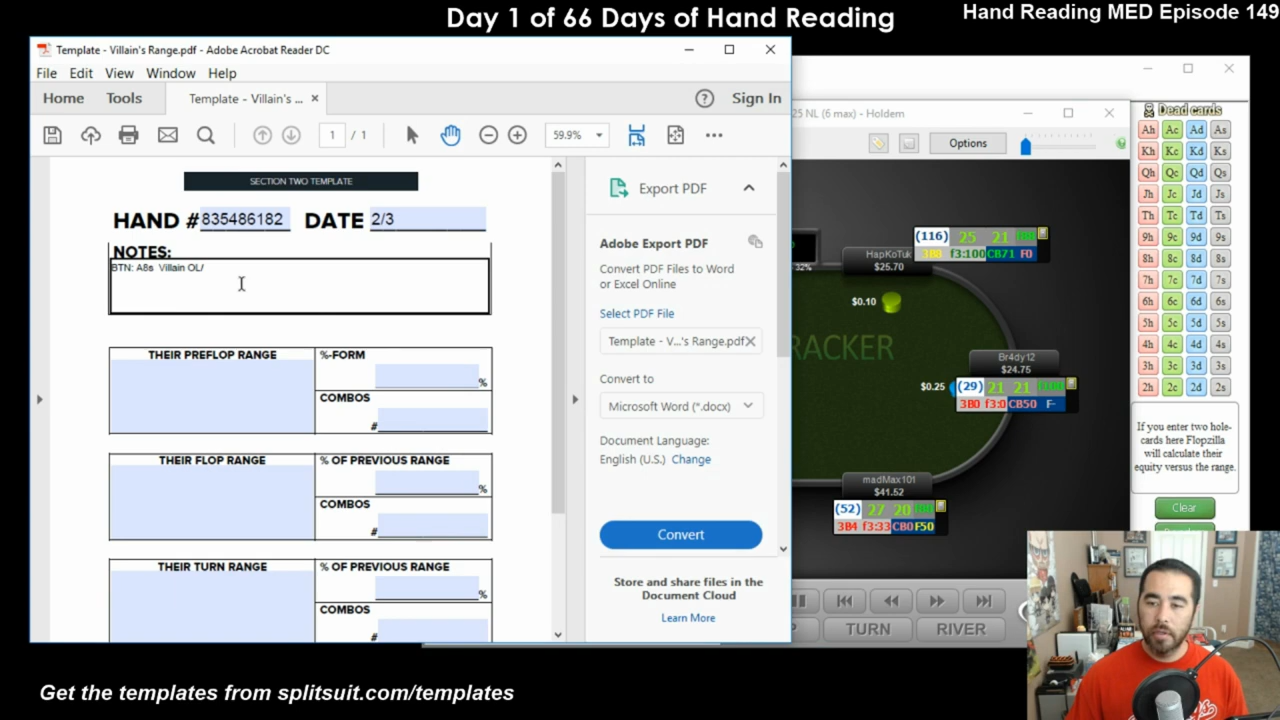 Day 1 of 66 Days of Hand Reading
Hand Reading MED Episode 149
Template - Villain's Range.pdf - Adobe Acrobat Reader DC
File Edit View Window Help
Home Tools Template - Villain's ... ×
Sign In
1 / 1
59.9%
SECTION TWO TEMPLATE
HAND # 835486182 DATE 2/3
NOTES:
BTN: A8s Villain OL/
THEIR PREFLOP RANGE
%-FORM
%
COMBOS
#
THEIR FLOP RANGE
% OF PREVIOUS RANGE
%
COMBOS
#
THEIR TURN RANGE
% OF PREVIOUS RANGE
%
COMBOS
#
Export PDF
Adobe Export PDF
Convert PDF Files to Word
or Excel Online
Select PDF File
Template - V...'s Range.pdf
Convert to
Microsoft Word (*.docx)
Document Language:
English (U.S.) Change
Convert
Store and share files in the
Document Cloud
Learn More
25 NL (6 max) - Holdem
Options
HapKoTuk
$25.70
(116) 25 21
3B8 f3:100 CB71 F0
$0.10
RACKER
Br4dy12
$24.75
$0.25
(29) 21 21
3B0 f3:0 CB50 F-
madMax101
$41.52
(52) 27 20
3B4 f3:33 CB0 F50
TURN
RIVER
Dead cards
Ah Ac Ad As
Kh Kc Kd Ks
Qh Qc Qd Qs
Jh Jc Jd Js
Th Tc Td Ts
9h 9c 9d 9s
8h 8c 8d 8s
7h 7c 7d 7s
6h 6c 6d 6s
5h 5c 5d 5s
4h 4c 4d 4s
3h 3c 3d 3s
2h 2c 2d 2s
If you enter two hole-
cards here Flopzilla
will calculate their
equity versus the range.
Clear
Get the templates from splitsuit.com/templates